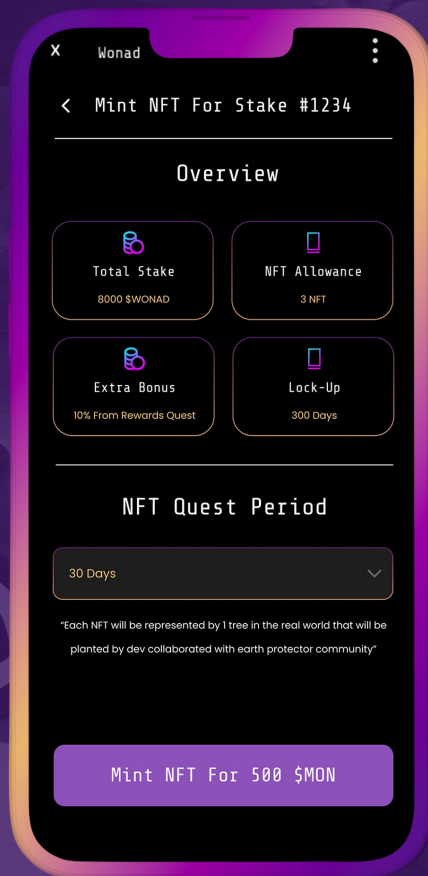 X Wonad
< Mint NFT For Stake #1234
Overview
Total Stake
8000 $WONAD
NFT Allowance
3 NFT
Extra Bonus
10% From Rewards Quest
Lock-Up
300 Days
NFT Quest Period
30 Days
“Each NFT will be represented by 1 tree in the real world that will be
planted by dev collaborated with earth protector community”
Mint NFT For 500 $MON